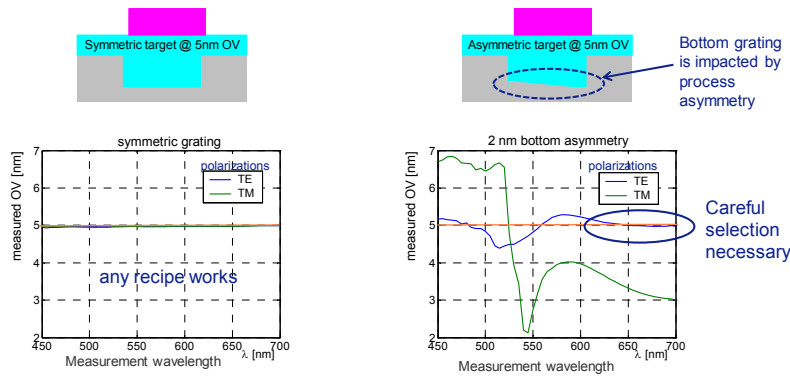 Symmetric target @ 5nm OV
Asymmetric target @ 5nm OV
Bottom grating
is impacted by
process
asymmetry
symmetric grating
7
6
5
4
3
2
measured OV [nm]
polarizations
TE
TM
any recipe works
450
500
550
600
650
700
λ [nm]
Measurement wavelength
2 nm bottom asymmetry
7
6
5
4
3
2
measured OV [nm]
polarizations
TE
TM
450
500
550
600
650
700
λ [nm]
Measurement wavelength
Careful
selection
necessary